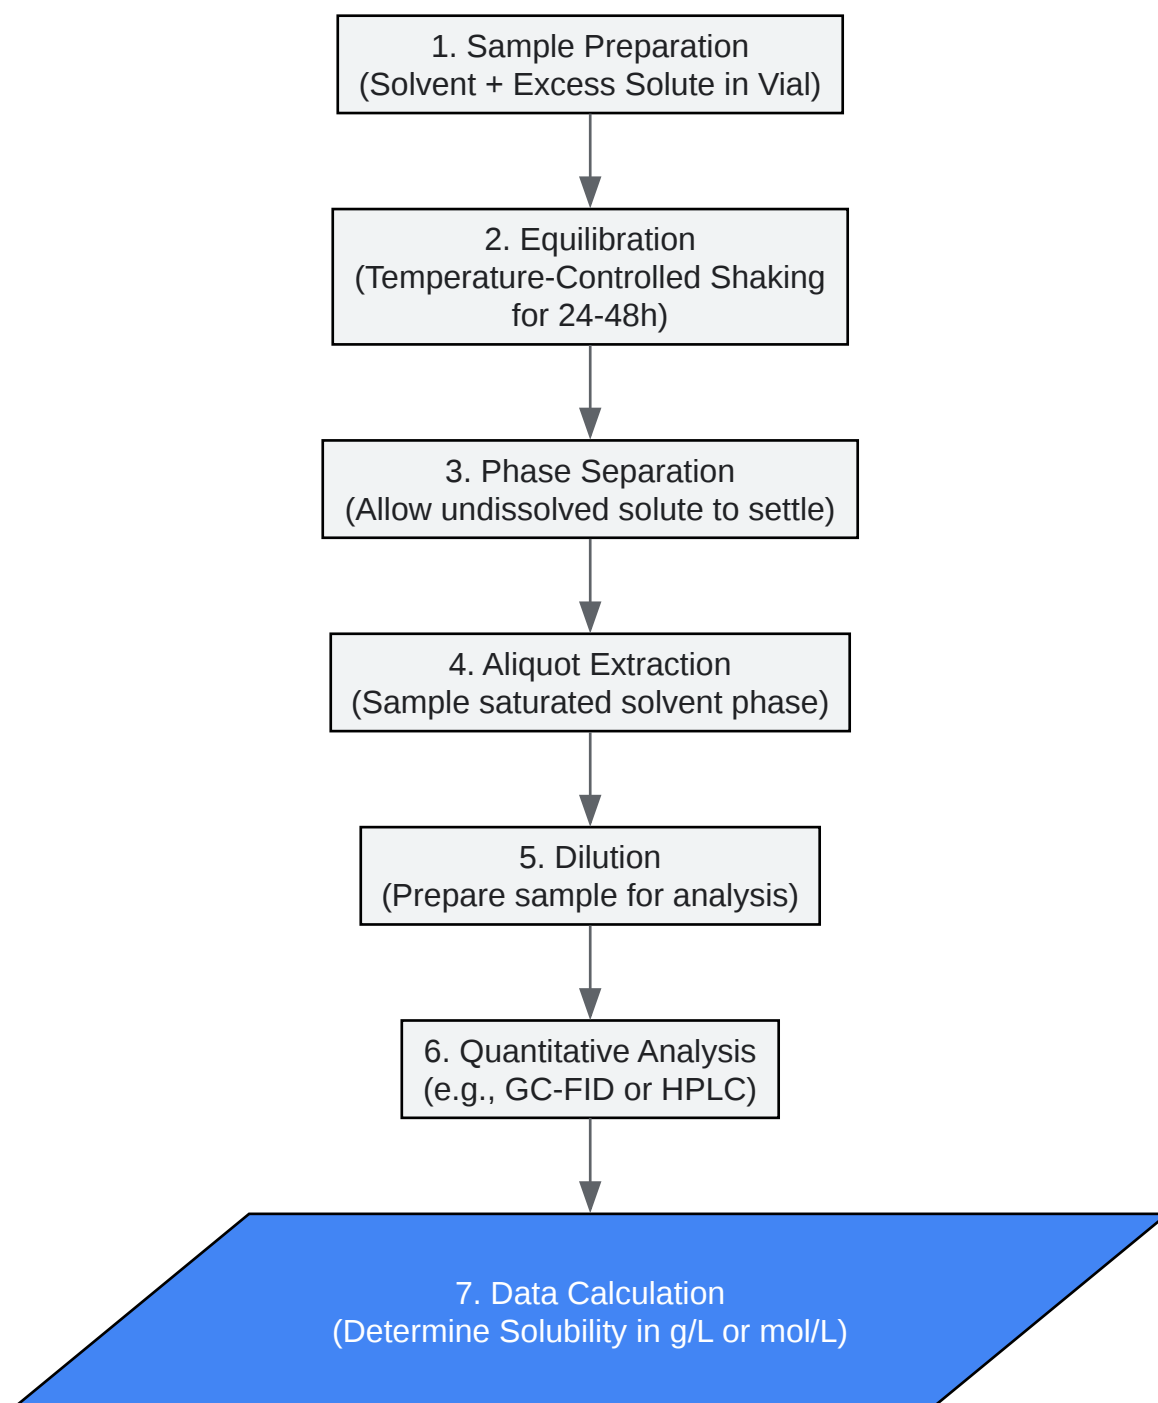 1. Sample Preparation
(Solvent + Excess Solute in Vial)
2. Equilibration
(Temperature-Controlled Shaking
for 24-48h)
3. Phase Separation
(Allow undissolved solute to settle)
4. Aliquot Extraction
(Sample saturated solvent phase)
5. Dilution
(Prepare sample for analysis)
6. Quantitative Analysis
(e.g., GC-FID or HPLC)
7. Data Calculation
(Determine Solubility in g/L or mol/L)